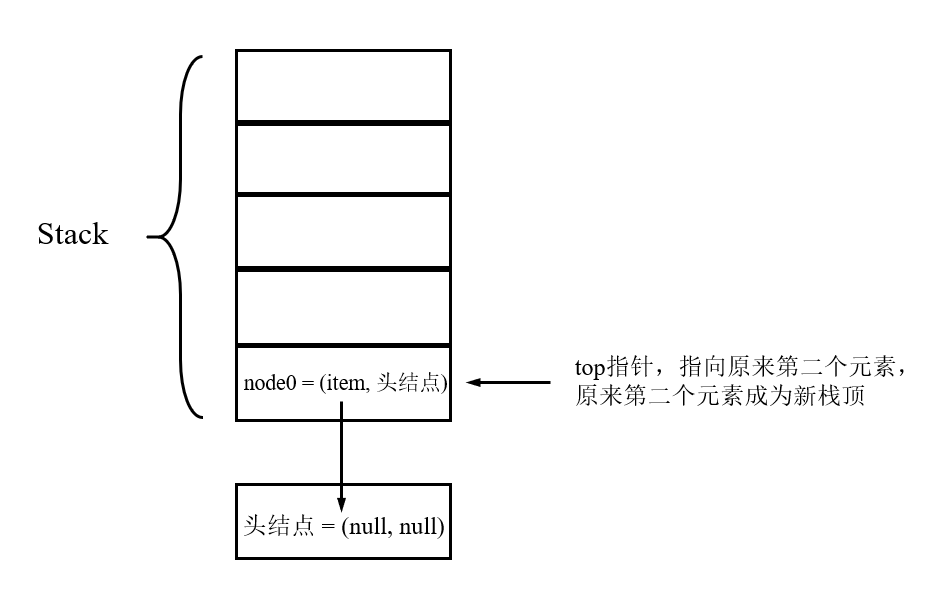 Stack
node0 = (item, 头结点)
top指针，指向原来第二个元素，
原来第二个元素成为新栈顶
头结点 = (null, null)